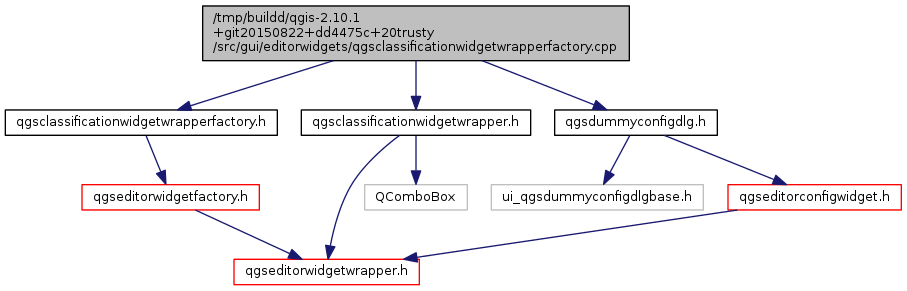 /tmp/buildd/qgis-2.10.1
+git20150822+dd4475c+20trusty
/src/gui/editorwidgets/qgsclassificationwidgetwrapperfactory.cpp
qgsclassificationwidgetwrapperfactory.h
qgsclassificationwidgetwrapper.h
qgsdummyconfigdlg.h
qgseditorwidgetfactory.h
QComboBox
ui_qgsdummyconfigdlgbase.h
qgseditorconfigwidget.h
qgseditorwidgetwrapper.h